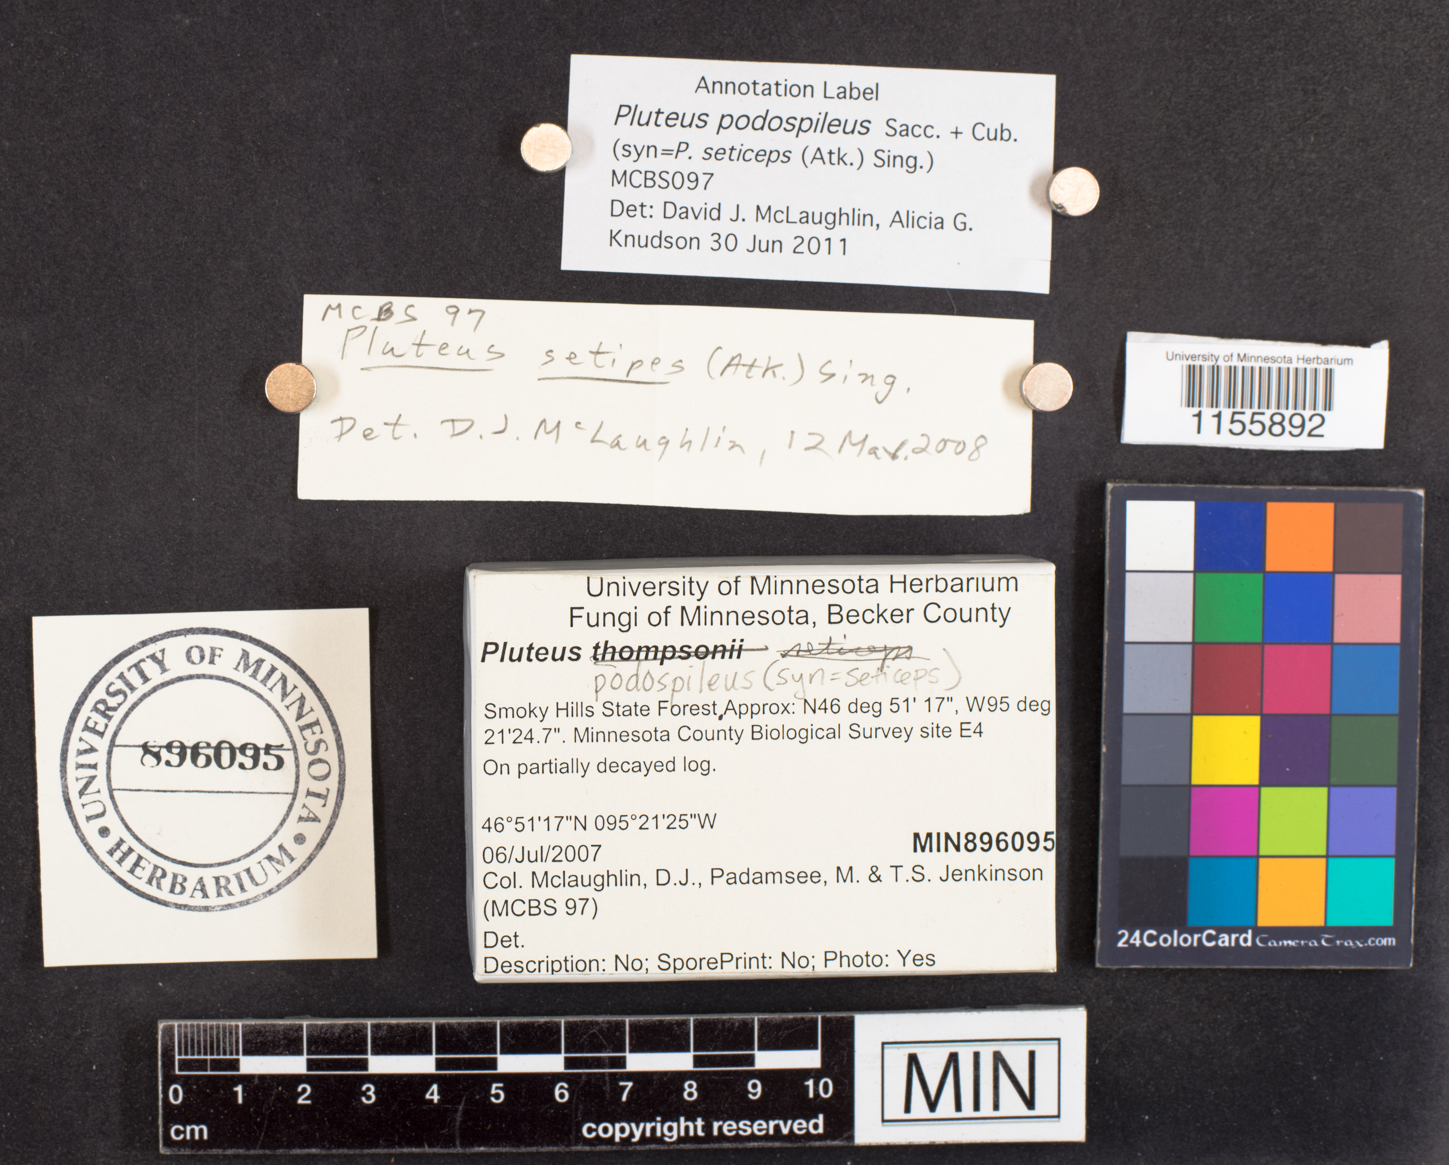 Annotation Label
Pluteus podospileus Sacc. + Cub.
(syn=P. seticeps (Atk.) Sing.)
MCBS097
Det: David J. McLaughlin, Alicia G.
Knudson 30 Jun 2011
MCBS 97
Pluteus setipes (Atk.) Sing.
Det. D.J. McLaughlin, 12 Mar. 2008
University of Minnesota Herbarium
1155892
UNIVERSITY OF MINNESOTA
896095
HERBARIUM
University of Minnesota Herbarium
Fungi of Minnesota, Becker County
Pluteus thompsonii seticeps
podospileus (syn=seticeps)
Smoky Hills State Forest, Approx: N46 deg 51' 17", W95 deg
21'24.7". Minnesota County Biological Survey site E4
On partially decayed log.
46°51'17"N 095°21'25"W
MIN896095
06/Jul/2007
Col. Mclaughlin, D.J., Padamsee, M. & T.S. Jenkinson
(MCBS 97)
Det.
Description: No; SporePrint: No; Photo: Yes
24ColorCard CameraTrax.com
0 1 2 3 4 5 6 7 8 9 10
cm
copyright reserved
MIN